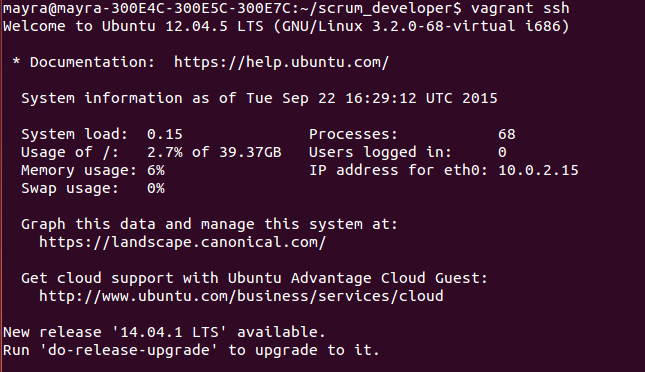 mayra@mayra-300E4C-300E5C-300E7C:~/scrum_developer$ vagrant ssh
Welcome to Ubuntu 12.04.5 LTS (GNU/Linux 3.2.0-68-virtual i686)
* Documentation:  https://help.ubuntu.com/
System information as of Tue Sep 22 16:29:12 UTC 2015
System load:  0.15              Processes:           68
Usage of /:   2.7% of 39.37GB   Users logged in:     0
Memory usage: 6%                IP address for eth0: 10.0.2.15
Swap usage:   0%
Graph this data and manage this system at:
https://landscape.canonical.com/
Get cloud support with Ubuntu Advantage Cloud Guest:
http://www.ubuntu.com/business/services/cloud
New release '14.04.1 LTS' available.
Run 'do-release-upgrade' to upgrade to it.